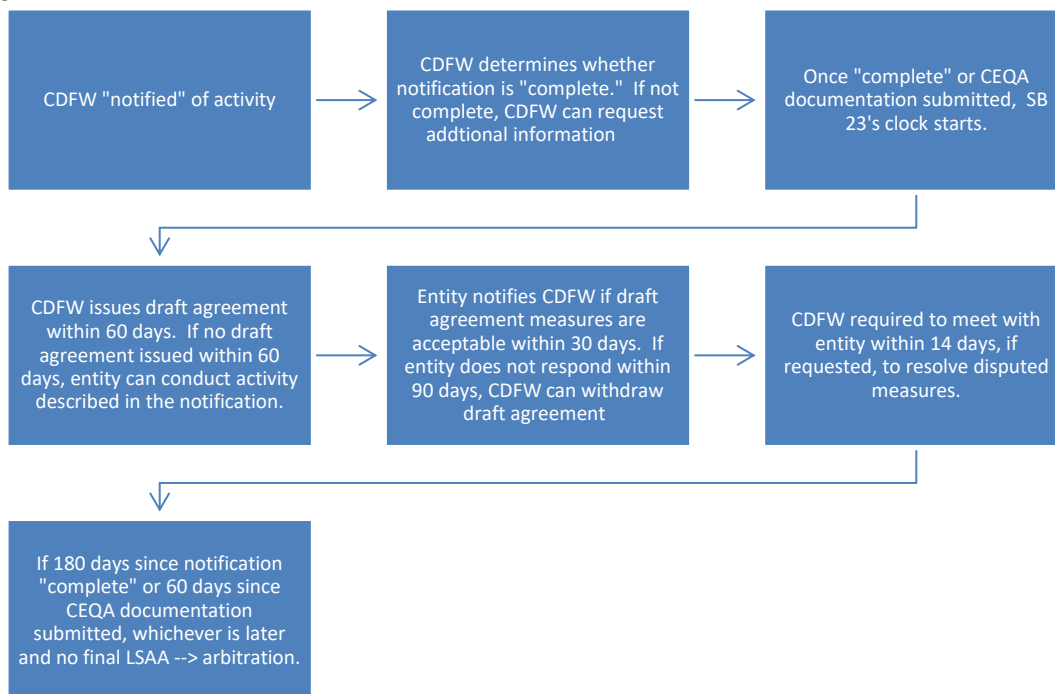 CDFW "notified" of activity
CDFW determines whether
notification is "complete."  If not
complete, CDFW can request
addtional information
Once "complete" or CEQA
documentation submitted,  SB
23's clock starts.
CDFW issues draft agreement
within 60 days.  If no draft
agreement issued within 60
days, entity can conduct activity
described in the notification.
Entity notifies CDFW if draft
agreement measures are
acceptable within 30 days.  If
entity does not respond within
90 days, CDFW can withdraw
draft agreement
CDFW required to meet with
entity within 14 days, if
requested, to resolve disputed
measures.
If 180 days since notification
"complete" or 60 days since
CEQA documentation
submitted, whichever is later
and no final LSAA --> arbitration.